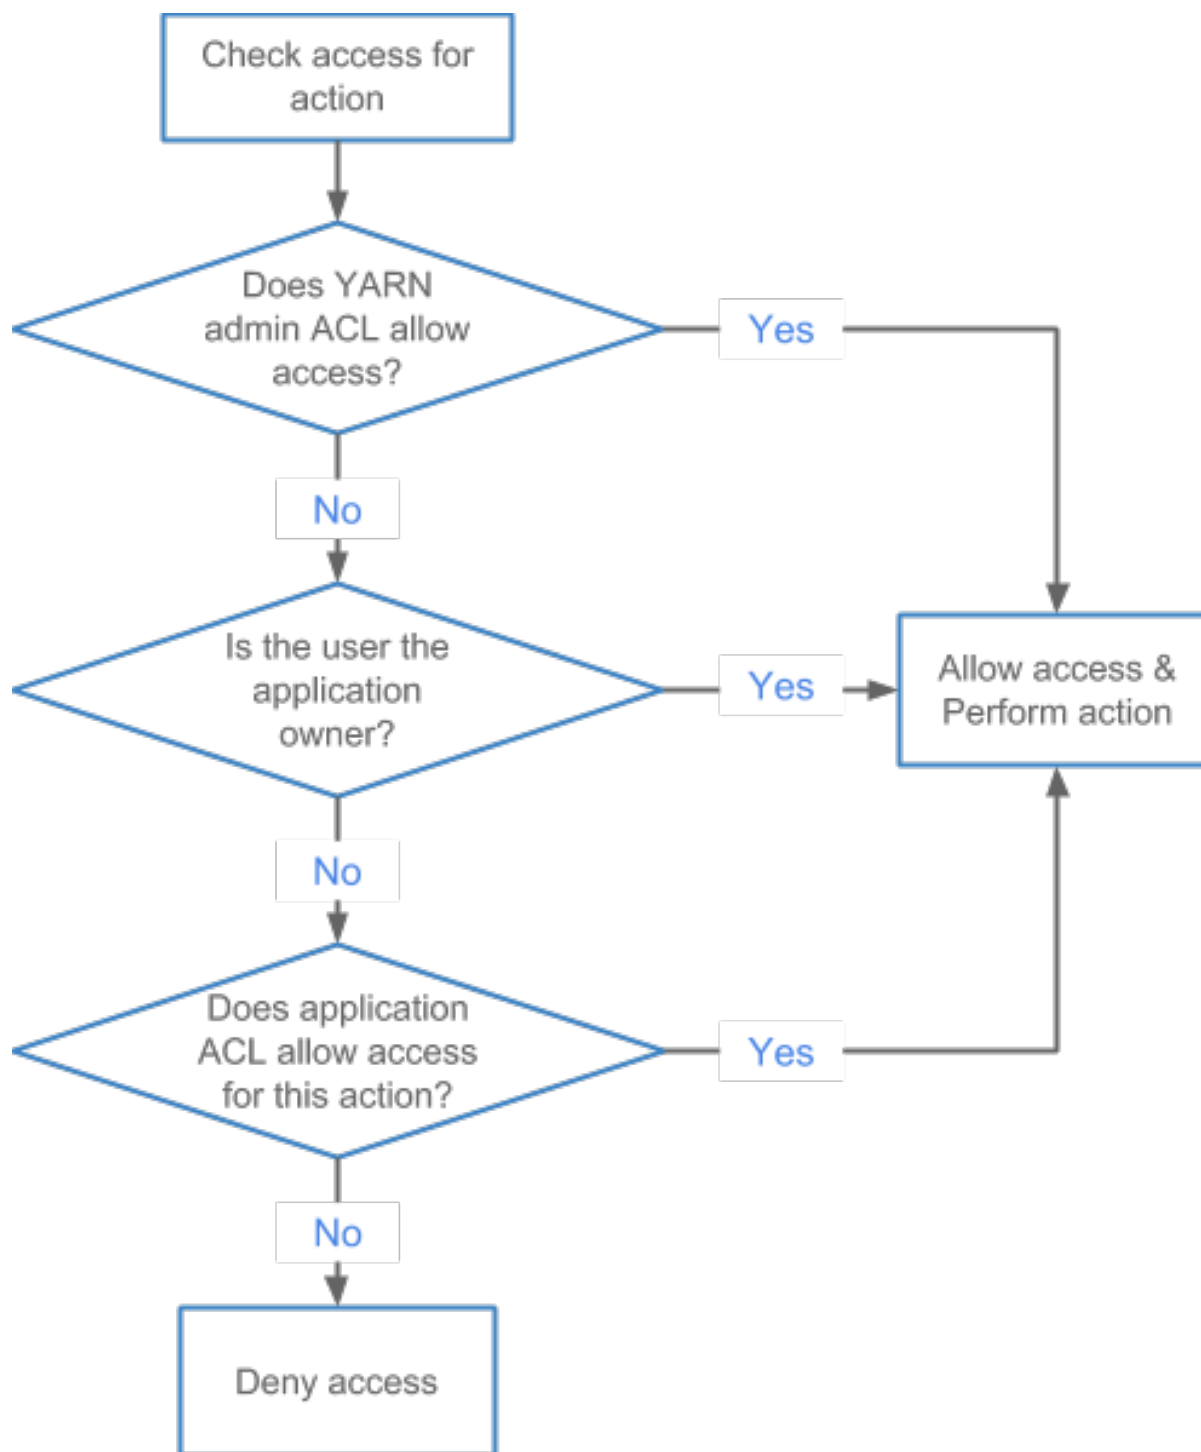 Check access for
action
Does YARN
admin ACL allow
access?
Yes
No
Is the user the
application
owner?
Yes
Allow access &
Perform action
No
Does application
ACL allow access
for this action?
Yes
No
Deny access